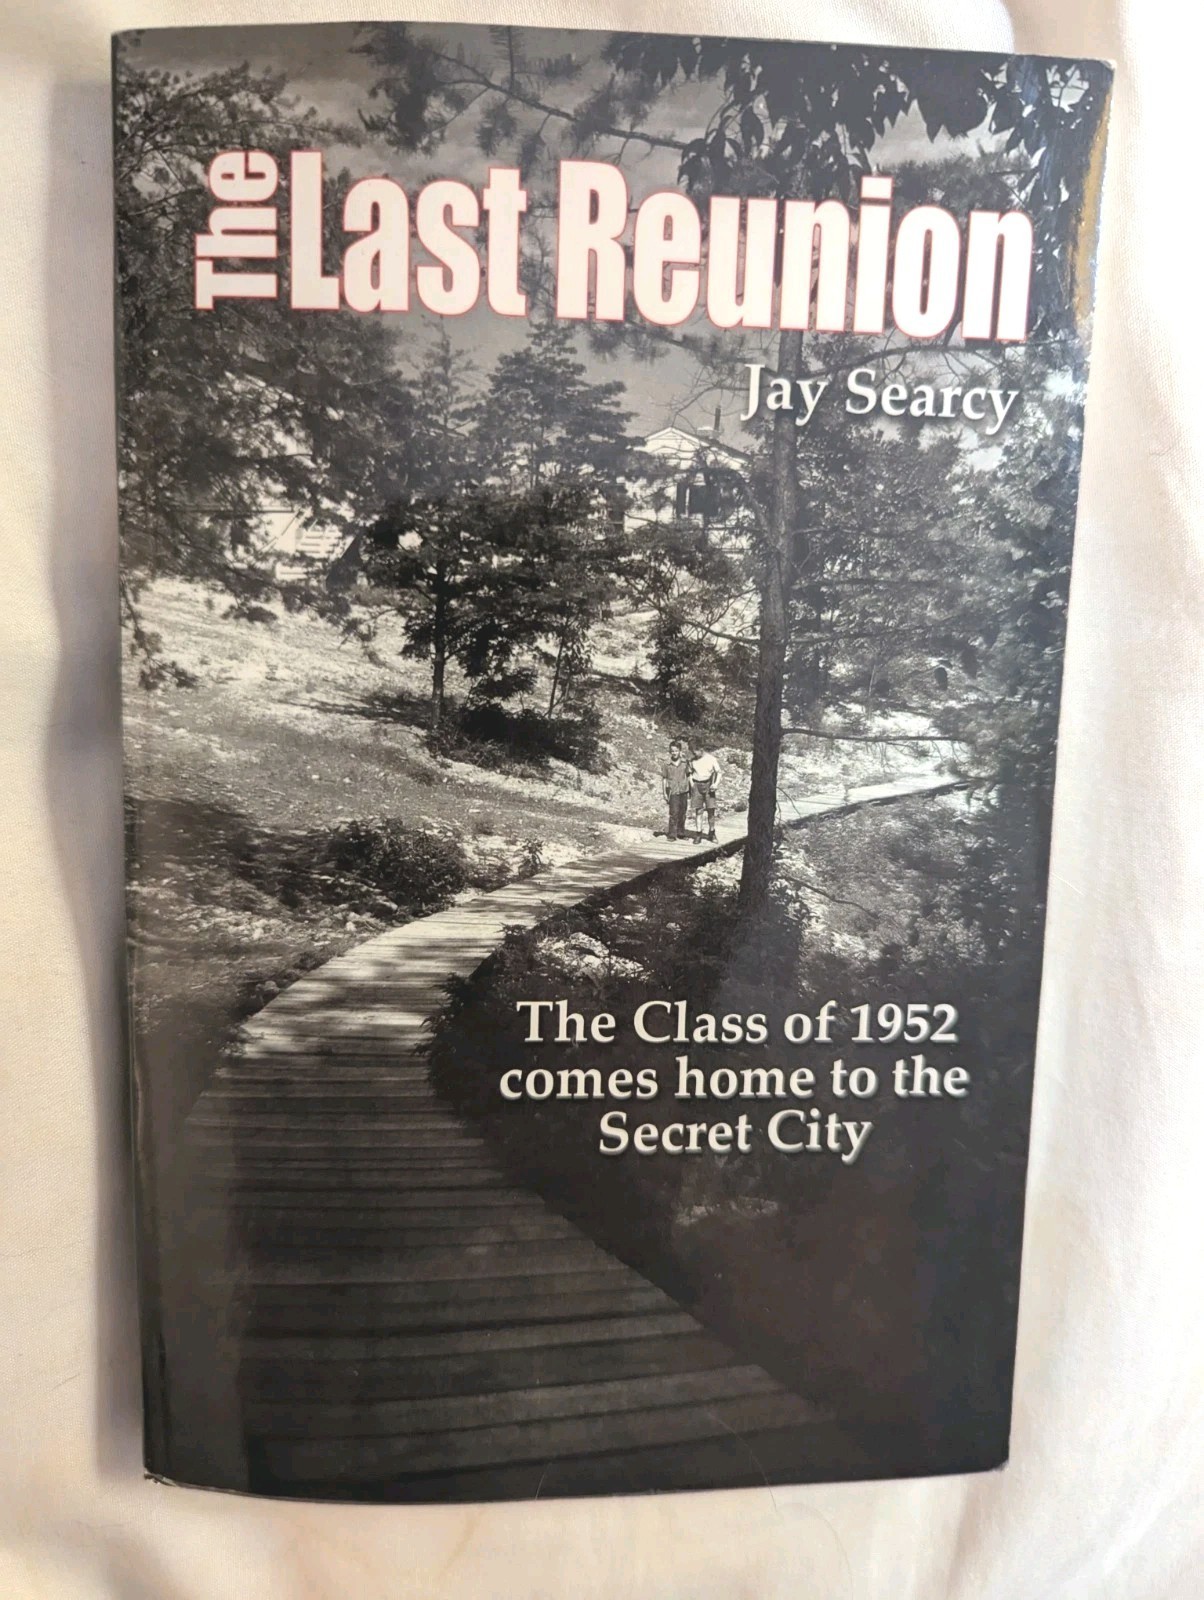 The Last Reunion
Jay Searcy
The Class of 1952
comes home to the
Secret City